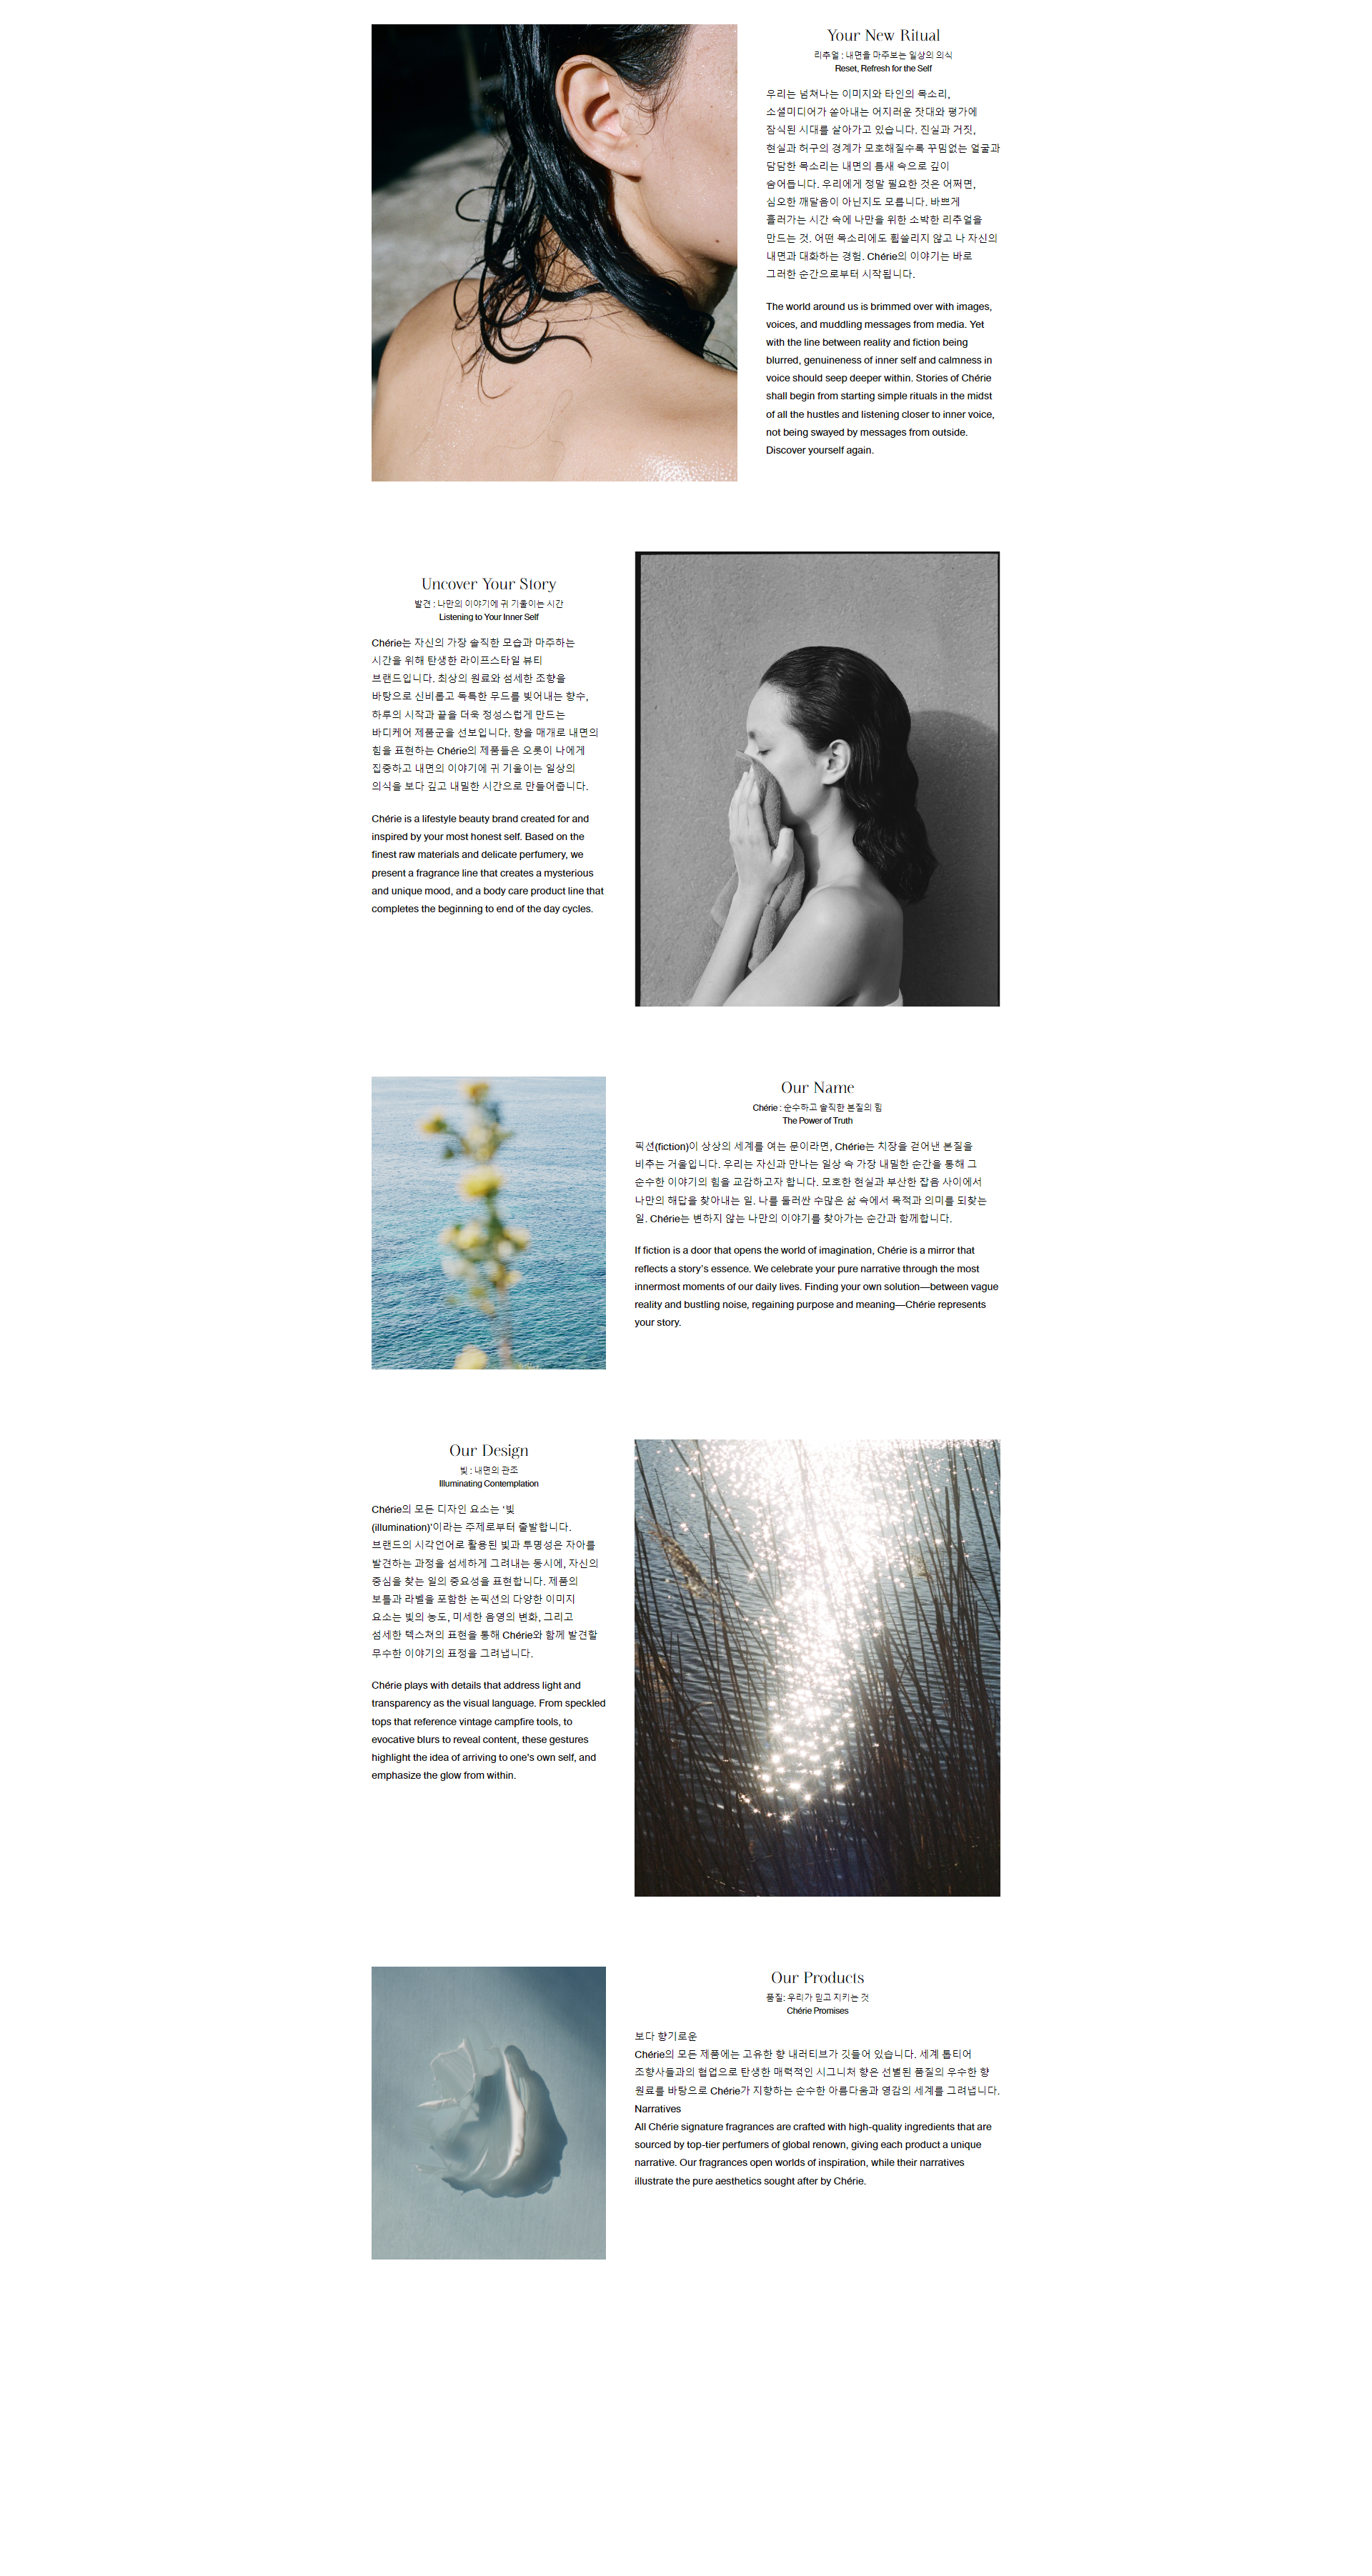 Your New Ritual
리추얼 : 내면을 마주보는 일상의 의식
Reset, Refresh for the Self
우리는 넘쳐나는 이미지와 타인의 목소리,
소셜미디어가 쏟아내는 어지러운 잣대와 평가에
잠식된 시대를 살아가고 있습니다. 진실과 거짓,
현실과 허구의 경계가 모호해질수록 꾸밈없는 얼굴과
담담한 목소리는 내면의 틈새 속으로 깊이
숨어듭니다. 우리에게 정말 필요한 것은 어쩌면,
심오한 깨달음이 아닌지도 모릅니다. 바쁘게
흘러가는 시간 속에 나만을 위한 소박한 리추얼을
만드는 것. 어떤 목소리에도 휩쓸리지 않고 나 자신의
내면과 대화하는 경험. Chérie의 이야기는 바로
그러한 순간으로부터 시작됩니다.
The world around us is brimmed over with images,
voices, and muddling messages from media. Yet
with the line between reality and fiction being
blurred, genuineness of inner self and calmness in
voice should seep deeper within. Stories of Chérie
shall begin from starting simple rituals in the midst
of all the hustles and listening closer to inner voice,
not being swayed by messages from outside.
Discover yourself again.
Uncover Your Story
발견 : 나만의 이야기에 귀 기울이는 시간
Listening to Your Inner Self
Chérie는 자신의 가장 솔직한 모습과 마주하는
시간을 위해 탄생한 라이프스타일 뷰티
브랜드입니다. 최상의 원료와 섬세한 조향을
바탕으로 신비롭고 독특한 무드를 빚어내는 향수,
하루의 시작과 끝을 더욱 정성스럽게 만드는
바디케어 제품군을 선보입니다. 향을 매개로 내면의
힘을 표현하는 Chérie의 제품들은 오롯이 나에게
집중하고 내면의 이야기에 귀 기울이는 일상의
의식을 보다 깊고 내밀한 시간으로 만들어줍니다.
Chérie is a lifestyle beauty brand created for and
inspired by your most honest self. Based on the
finest raw materials and delicate perfumery, we
present a fragrance line that creates a mysterious
and unique mood, and a body care product line that
completes the beginning to end of the day cycles.
Our Name
Chérie : 순수하고 솔직한 본질의 힘
The Power of Truth
픽션(fiction)이 상상의 세계를 여는 문이라면, Chérie는 치장을 걷어낸 본질을
비추는 거울입니다. 우리는 자신과 만나는 일상 속 가장 내밀한 순간을 통해 그
순수한 이야기의 힘을 교감하고자 합니다. 모호한 현실과 부산한 잡음 사이에서
나만의 해답을 찾아내는 일. 나를 둘러싼 수많은 삶 속에서 목적과 의미를 되찾는
일. Chérie는 변하지 않는 나만의 이야기를 찾아가는 순간과 함께합니다.
If fiction is a door that opens the world of imagination, Chérie is a mirror that
reflects a story's essence. We celebrate your pure narrative through the most
innermost moments of our daily lives. Finding your own solution—between vague
reality and bustling noise, regaining purpose and meaning—Chérie represents
your story.
Our Design
빛 : 내면의 관조
Illuminating Contemplation
Chérie의 모든 디자인 요소는 ‘빛
(illumination)’이라는 주제로부터 출발합니다.
브랜드의 시각언어로 활용된 빛과 투명성은 자아를
발견하는 과정을 섬세하게 그려내는 동시에, 자신의
중심을 찾는 일의 중요성을 표현합니다. 제품의
보틀과 라벨을 포함한 논픽션의 다양한 이미지
요소는 빛의 농도, 미세한 음영의 변화, 그리고
섬세한 텍스쳐의 표현을 통해 Chérie와 함께 발견할
무수한 이야기의 표정을 그려냅니다.
Chérie plays with details that address light and
transparency as the visual language. From speckled
tops that reference vintage campfire tools, to
evocative blurs to reveal content, these gestures
highlight the idea of arriving to one's own self, and
emphasize the glow from within.
Our Products
품질: 우리가 믿고 지키는 것
Chérie Promises
보다 향기로운
Chérie의 모든 제품에는 고유한 향 내러티브가 깃들어 있습니다. 세계 톱티어
조향사들과의 협업으로 탄생한 매력적인 시그니처 향은 선별된 품질의 우수한 향
원료를 바탕으로 Chérie가 지향하는 순수한 아름다움과 영감의 세계를 그려냅니다.
Narratives
All Chérie signature fragrances are crafted with high-quality ingredients that are
sourced by top-tier perfumers of global renown, giving each product a unique
narrative. Our fragrances open worlds of inspiration, while their narratives
illustrate the pure aesthetics sought after by Chérie.